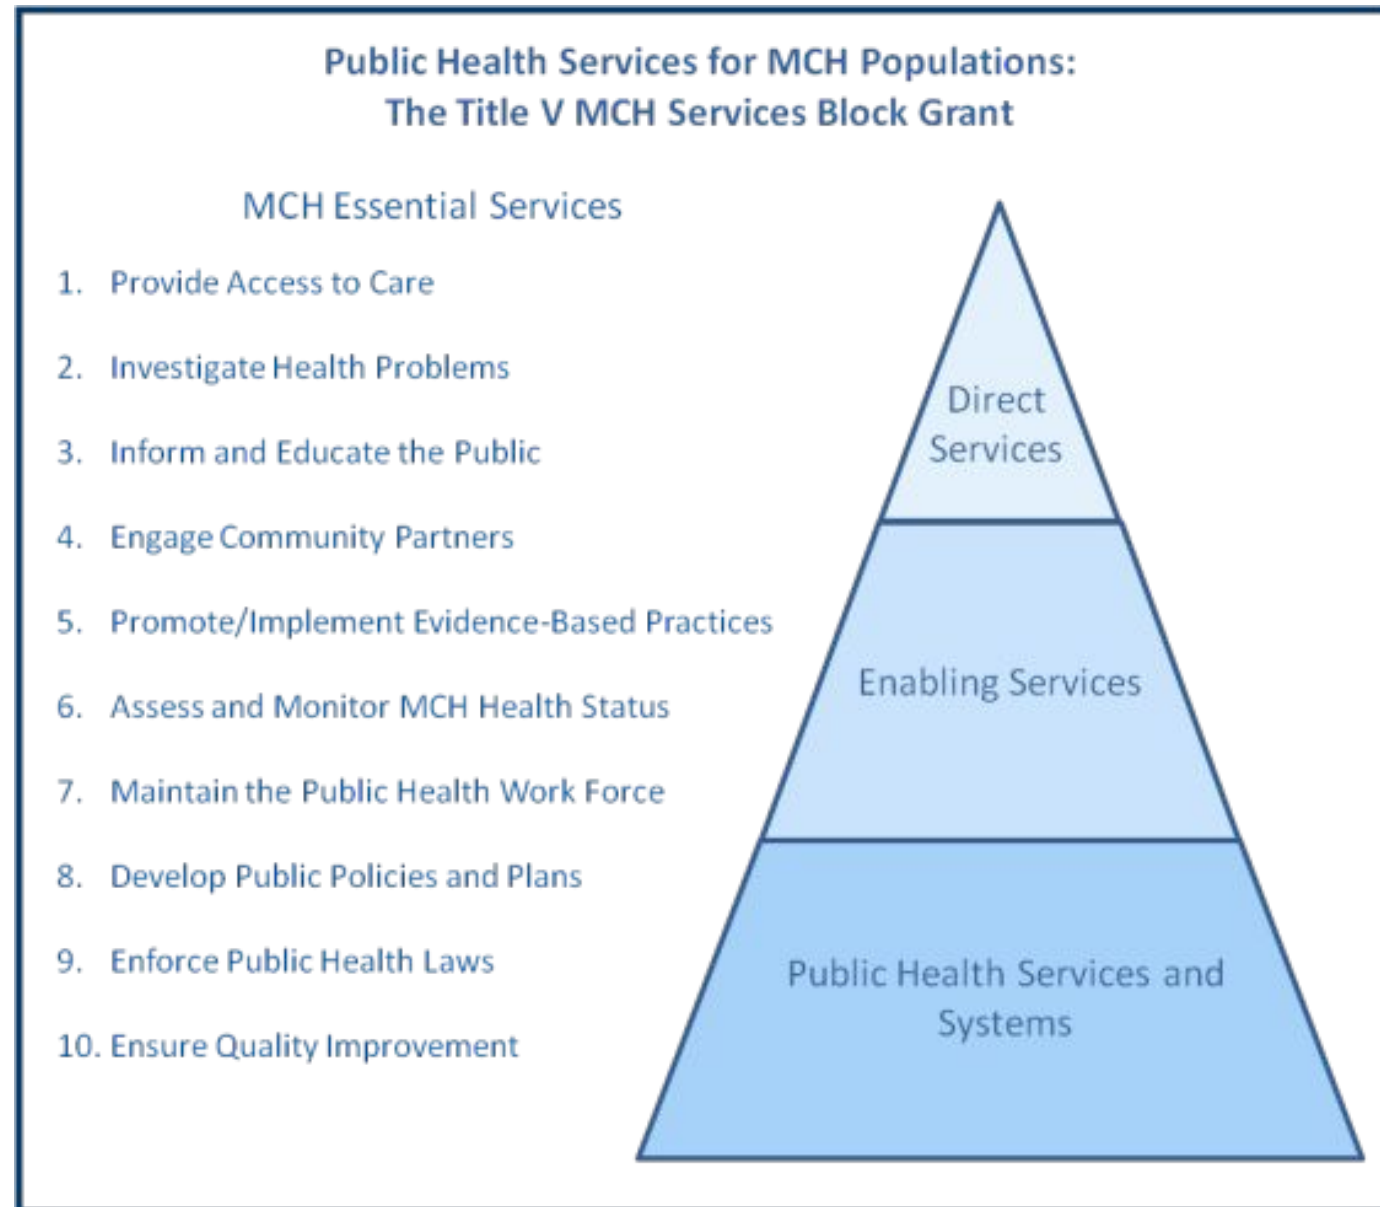 Public Health Services for MCH Populations:
The Title V MCH Services Block Grant
MCH Essential Services
1. Provide Access to Care
2. Investigate Health Problems
3. Inform and Educate the Public
4. Engage Community Partners
5. Promote/Implement Evidence-Based Practices
6. Assess and Monitor MCH Health Status
7. Maintain the Public Health Work Force
8. Develop Public Policies and Plans
9. Enforce Public Health Laws
10. Ensure Quality Improvement
Direct
Services
Enabling Services
Public Health Services and
Systems